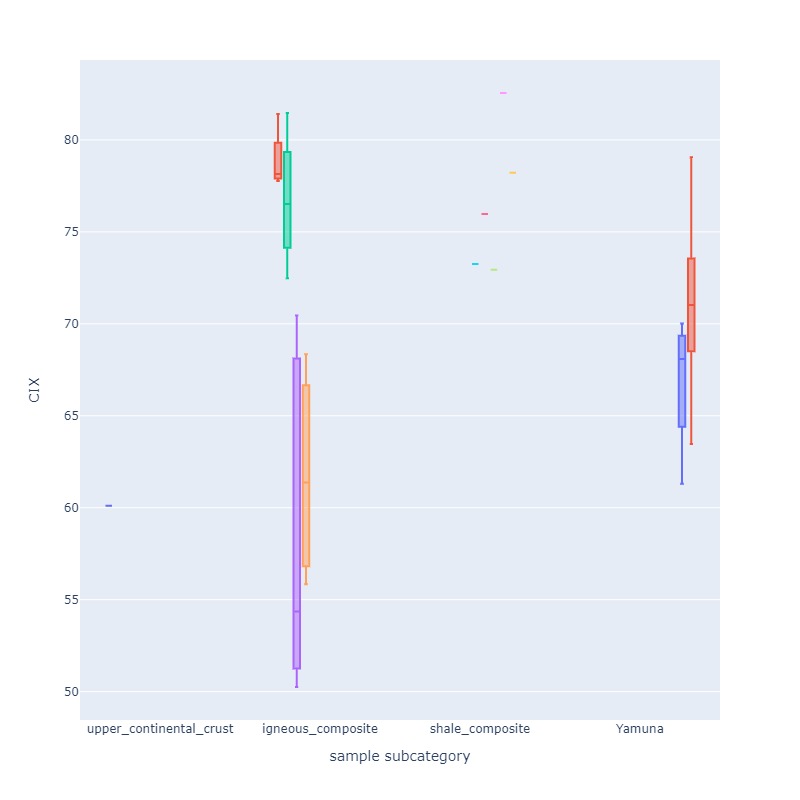 80
75
70
65
60
55
50
CIX
upper_continental_crust
igneous_composite
shale_composite
Yamuna
sample subcategory